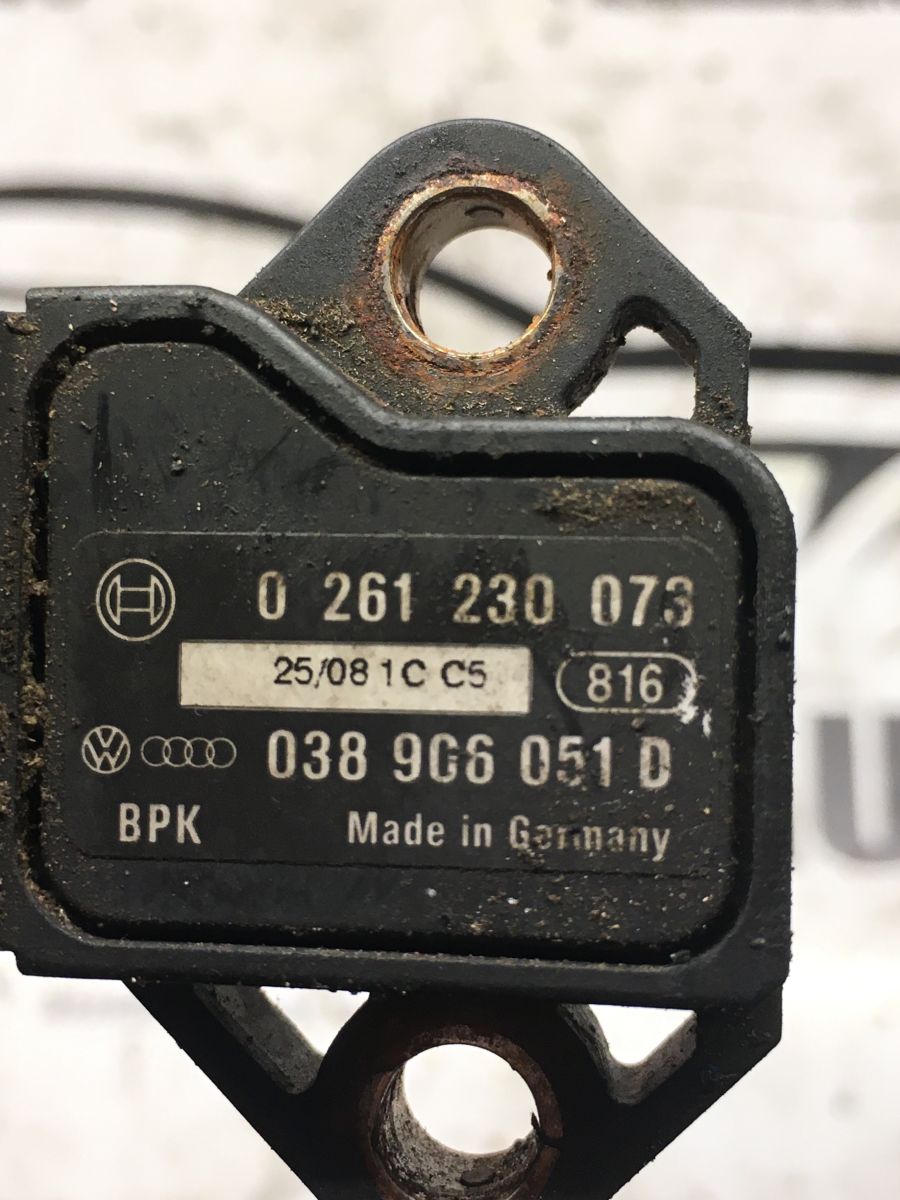 0 261 230 073
25/08 1C C5 816
038 906 051 D
BPK Made in Germany